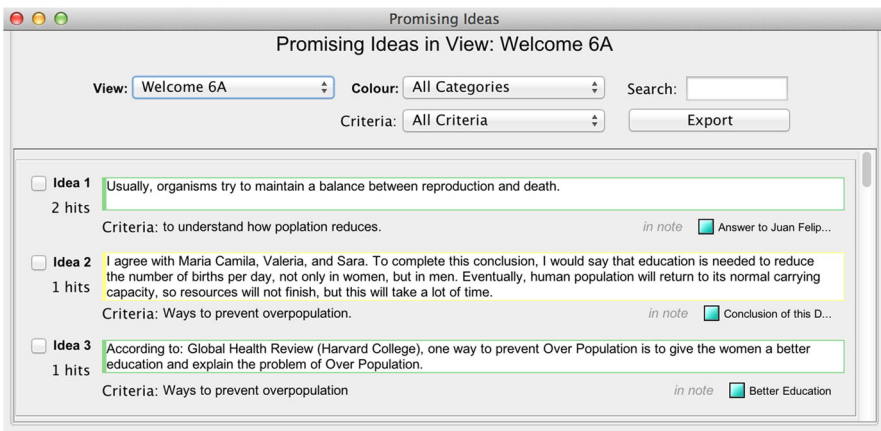 Promising Ideas
Promising Ideas in View: Welcome 6A
View: Welcome 6A Colour: All Categories Search:
Criteria: All Criteria Export
Idea 1 Usually, organisms try to maintain a balance between reproduction and death.
2 hits
Criteria: to understand how poplation reduces. in note Answer to Juan Felip...
Idea 2 I agree with Maria Camila, Valeria, and Sara. To complete this conclusion, I would say that education is needed to reduce
the number of births per day, not only in women, but in men. Eventually, human population will return to its normal carrying
1 hits capacity, so resources will not finish, but this will take a lot of time.
Criteria: Ways to prevent overpopulation. in note Conclusion of this D...
Idea 3 According to: Global Health Review (Harvard College), one way to prevent Over Population is to give the women a better
1 hits education and explain the problem of Over Population.
Criteria: Ways to prevent overpopulation in note Better Education